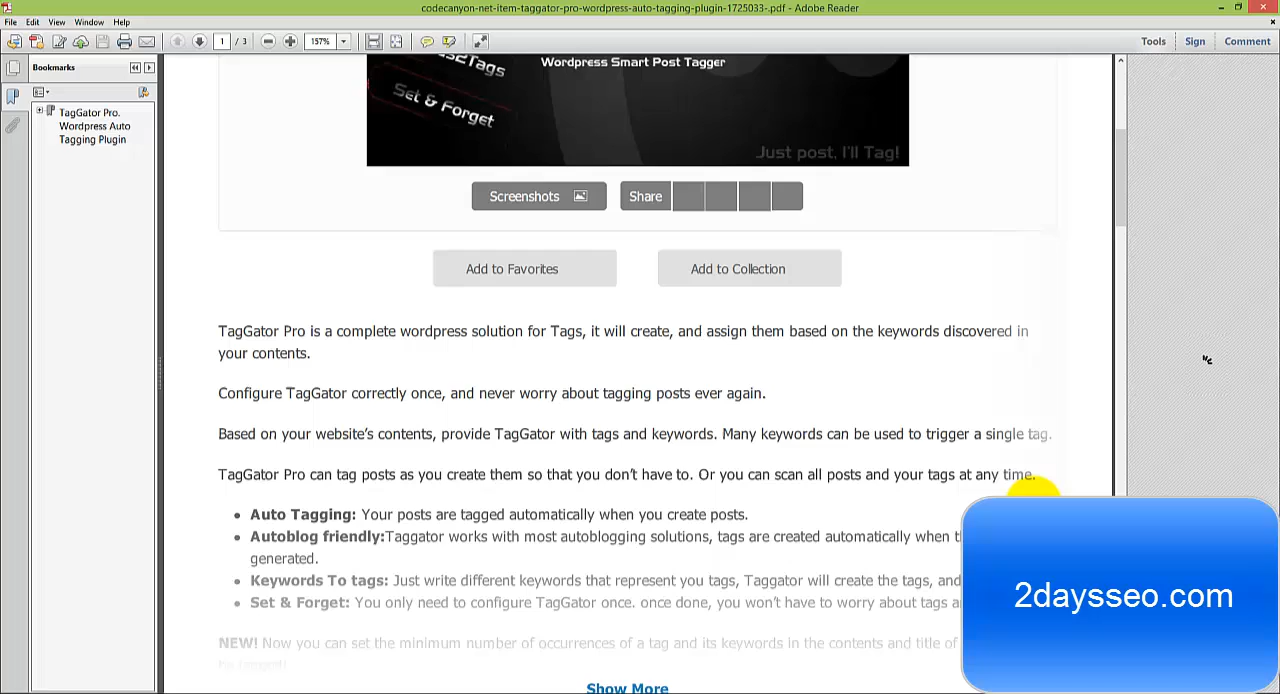 codecanyon-net-item-taggator-pro-wordpress-auto-tagging-plugin-1725033-.pdf - Adobe Reader
File Edit View Window Help
1 / 3 157% Tools Sign Comment
Bookmarks
TagGator Pro.
Wordpress Auto
Tagging Plugin
Wordpress Smart Post Tagger
Set & Forget
Just post, I'll Tag!
Screenshots Share
Add to Favorites Add to Collection
TagGator Pro is a complete wordpress solution for Tags, it will create, and assign them based on the keywords discovered in
your contents.
Configure TagGator correctly once, and never worry about tagging posts ever again.
Based on your website's contents, provide TagGator with tags and keywords. Many keywords can be used to trigger a single tag.
TagGator Pro can tag posts as you create them so that you don't have to. Or you can scan all posts and your tags at any time.
• Auto Tagging: Your posts are tagged automatically when you create posts.
• Autoblog friendly:Taggator works with most autoblogging solutions, tags are created automatically when
generated.
• Keywords To tags: Just write different keywords that represent you tags, Taggator will create the tags, and
• Set & Forget: You only need to configure TagGator once. once done, you won't have to worry about tags
NEW! Now you can set the minimum number of occurrences of a tag and its keywords in the contents and title of
2daysseo.com
Show More